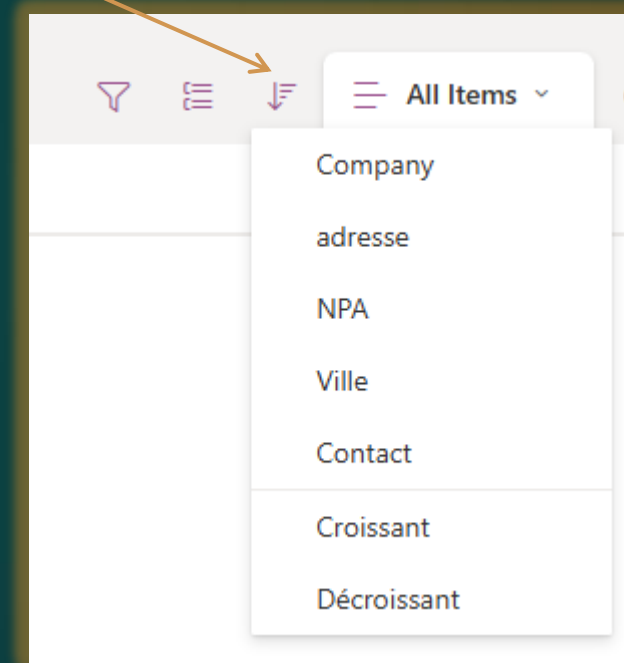 All Items
Company
adresse
NPA
Ville
Contact
Croissant
Décroissant